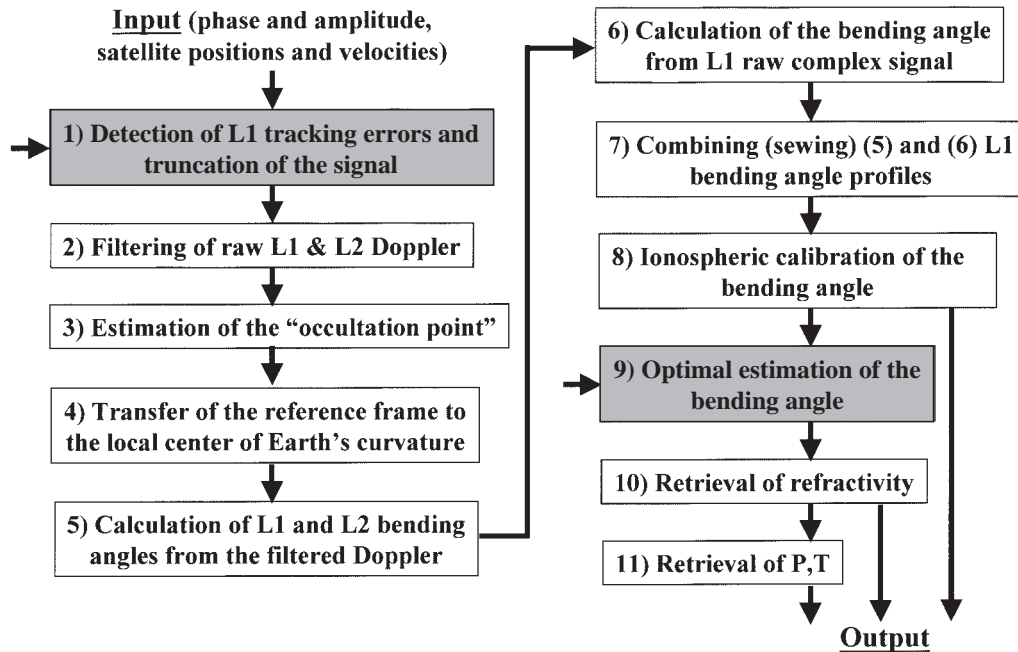 Input (phase and amplitude,
satellite positions and velocities)
1) Detection of L1 tracking errors and
truncation of the signal
2) Filtering of raw L1 & L2 Doppler
3) Estimation of the “occultation point”
4) Transfer of the reference frame to
the local center of Earth’s curvature
5) Calculation of L1 and L2 bending
angles from the filtered Doppler
6) Calculation of the bending angle
from L1 raw complex signal
7) Combining (sewing) (5) and (6) L1
bending angle profiles
8) Ionospheric calibration of the
bending angle
9) Optimal estimation of the
bending angle
10) Retrieval of refractivity
11) Retrieval of P,T
Output